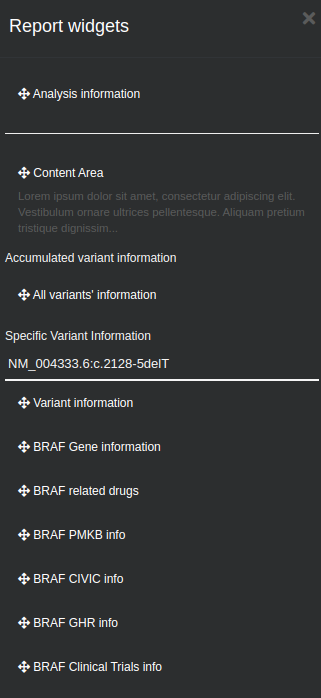 Report widgets
Analysis information
Content Area
Lorem ipsum dolor sit amet, consectetur adipiscing elit.
Vestibulum ornare ultrices pellentesque. Aliquam pretium
tristique dignissim...
Accumulated variant information
All variants' information
Specific Variant Information
NM_004333.6:c.2128-5delT
Variant information
BRAF Gene information
BRAF related drugs
BRAF PMKB info
BRAF CIVIC info
BRAF GHR info
BRAF Clinical Trials info